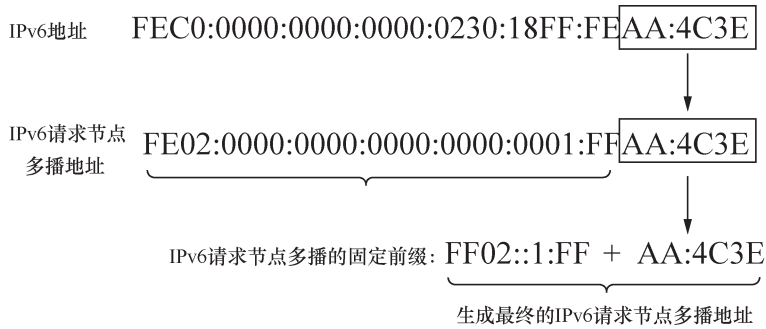 IPv6地址 FEC0:0000:0000:0000:0230:18FF:FEAA:4C3E
IPv6请求节点
多播地址
FE02:0000:0000:0000:0000:0001:FFAA:4C3E
IPv6请求节点多播的固定前缀: FF02::1:FF + AA:4C3E
生成最终的IPv6请求节点多播地址